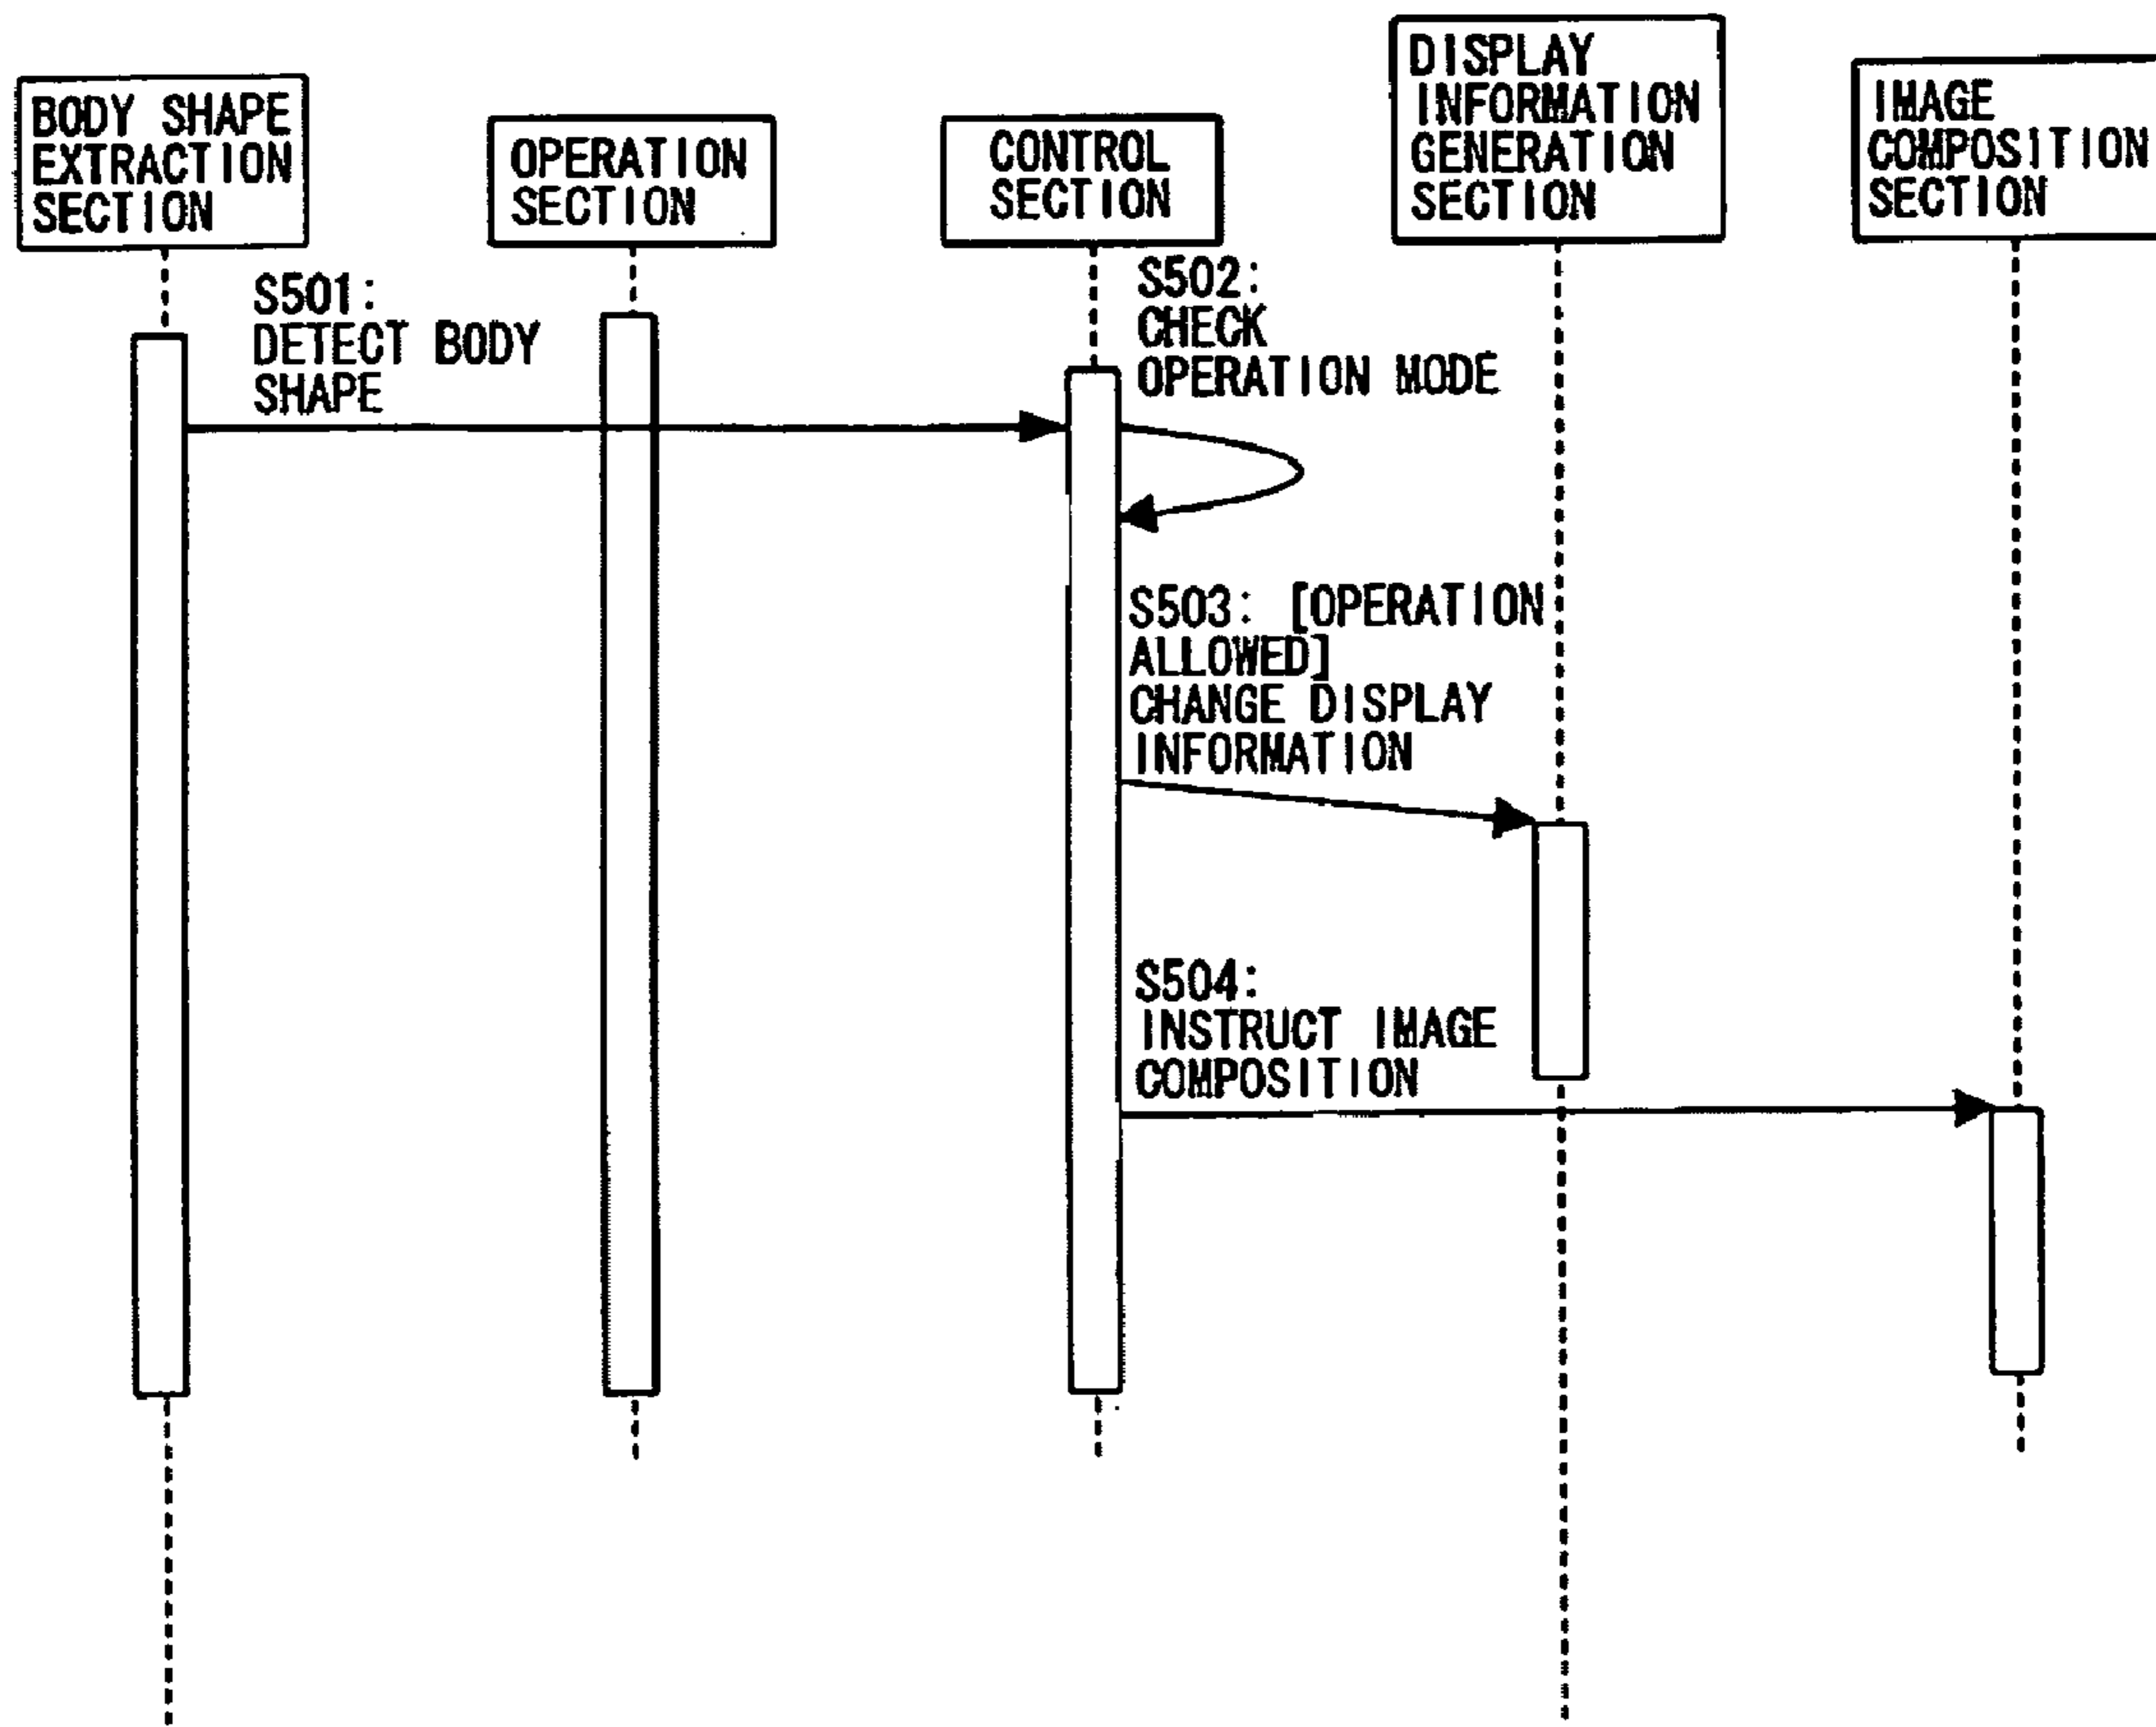 BODY SHAPE
EXTRACTION
SECTION
OPERATION
SECTION
CONTROL
SECTION
DISPLAY
INFORMATION
GENERATION
SECTION
IMAGE
COMPOSITION
SECTION
S501:
DETECT BODY
SHAPE
S502:
CHECK
OPERATION MODE
S503: [OPERATION
ALLOWED]
CHANGE DISPLAY
INFORMATION
S504:
INSTRUCT IMAGE
COMPOSITION